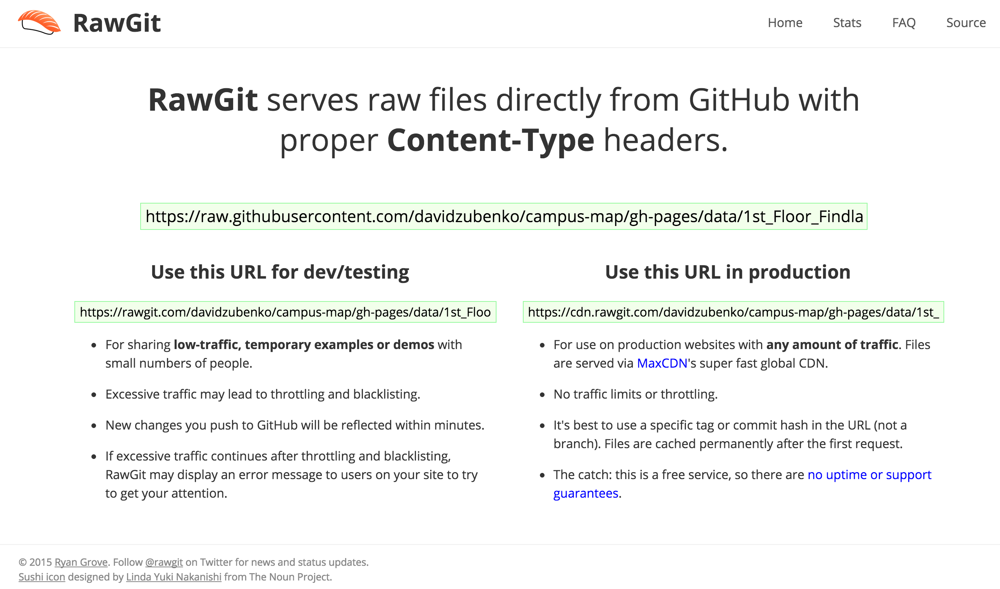 RawGit
Home
Stats
FAQ
Source
RawGit serves raw files directly from GitHub with
proper Content-Type headers.
https://raw.githubusercontent.com/davidzubenko/campus-map/gh-pages/data/1st_Floor_Findla
Use this URL for dev/testing
https://rawgit.com/davidzubenko/campus-map/gh-pages/data/1st_Floo
For sharing low-traffic, temporary examples or demos with
small numbers of people.
Excessive traffic may lead to throttling and blacklisting.
New changes you push to GitHub will be reflected within minutes.
If excessive traffic continues after throttling and blacklisting,
RawGit may display an error message to users on your site to try
to get your attention.
Use this URL in production
https://cdn.rawgit.com/davidzubenko/campus-map/gh-pages/data/1st_
For use on production websites with any amount of traffic. Files
are served via MaxCDN's super fast global CDN.
No traffic limits or throttling.
It's best to use a specific tag or commit hash in the URL (not a
branch). Files are cached permanently after the first request.
The catch: this is a free service, so there are no uptime or support
guarantees.
© 2015 Ryan Grove. Follow @rawgit on Twitter for news and status updates.
Sushi icon designed by Linda Yuki Nakanishi from The Noun Project.